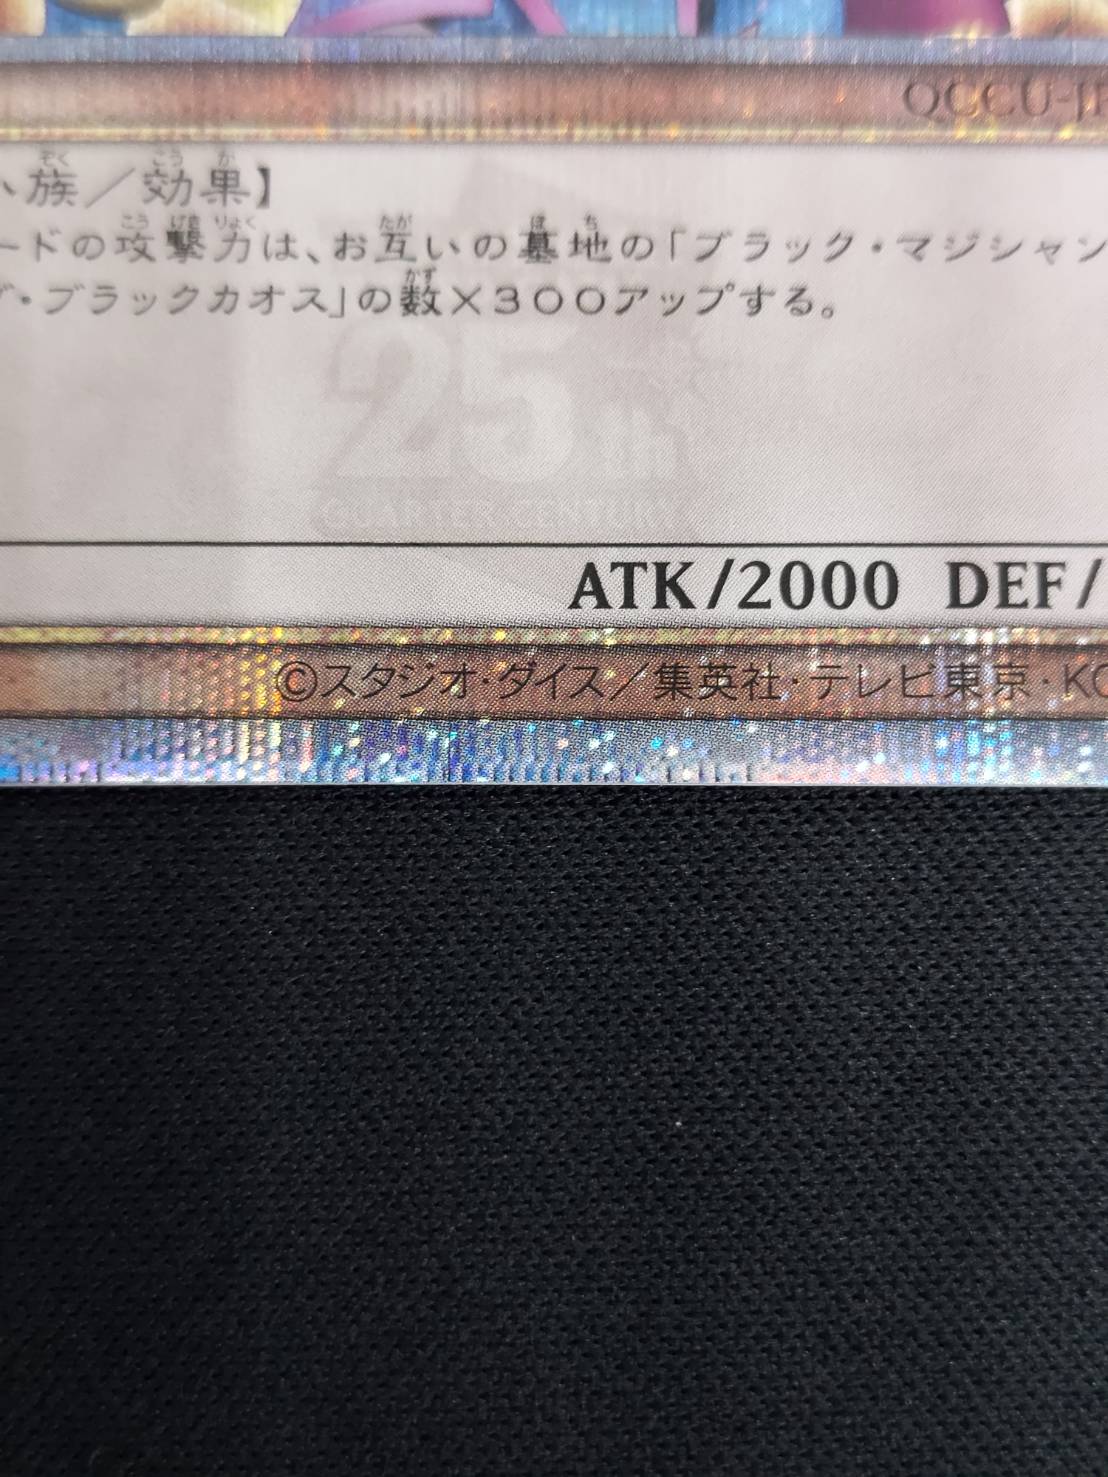 QCCU-JP
族／効果】
ードの攻撃力は、お互いの墓地の「ブラック・マジシャン
・ブラックカオス」の数×３００アップする。
25th
QUARTER CENTURY
ATK/2000 DEF/
©スタジオ・ダイス／集英社・テレビ東京・KO